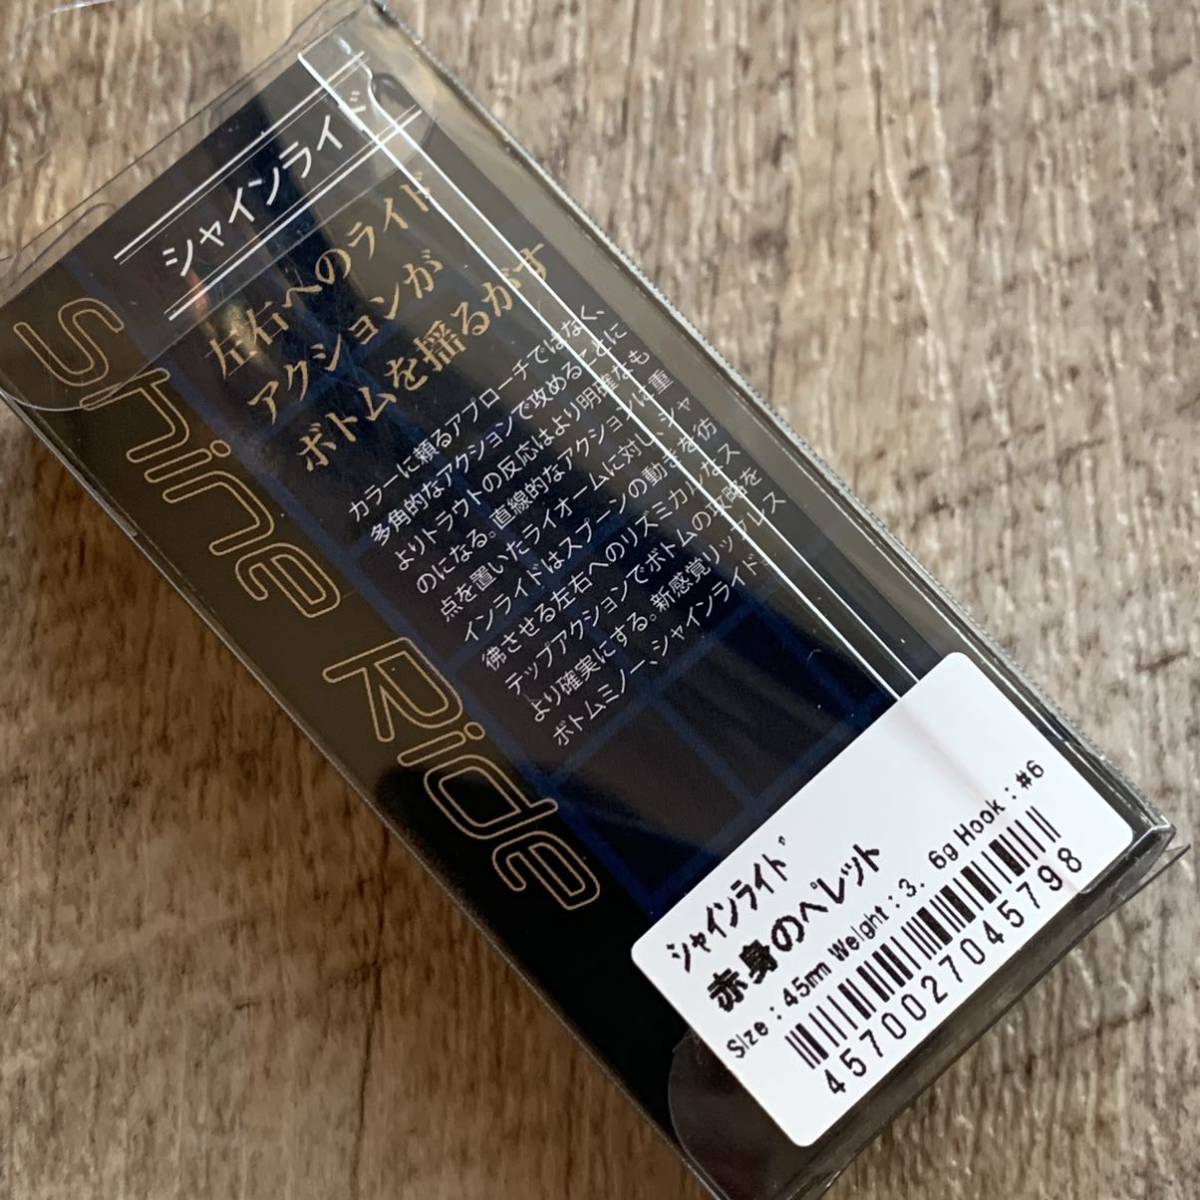 シャインライド
左右へのライド
アクションが
ボトムを揺るがす
カラーに頼るアプローチではなく、
多角的なアクションで攻めることに
よりトラウトの反応はより明確なも
のになる。直線的なアクションに重
点を置いたライオームに対し、シャ
インライドはスプーンの動きを彷
彿させる左右へのリズミカルなス
テップアクションでボトムの攻略を
より確実にする。新感覚リップレス
ボトムミノー、シャインライド。
Shine Ride
シャインライド
赤身のペレット
Size:45mm Weight:3.6g Hook:#6
4570027045798